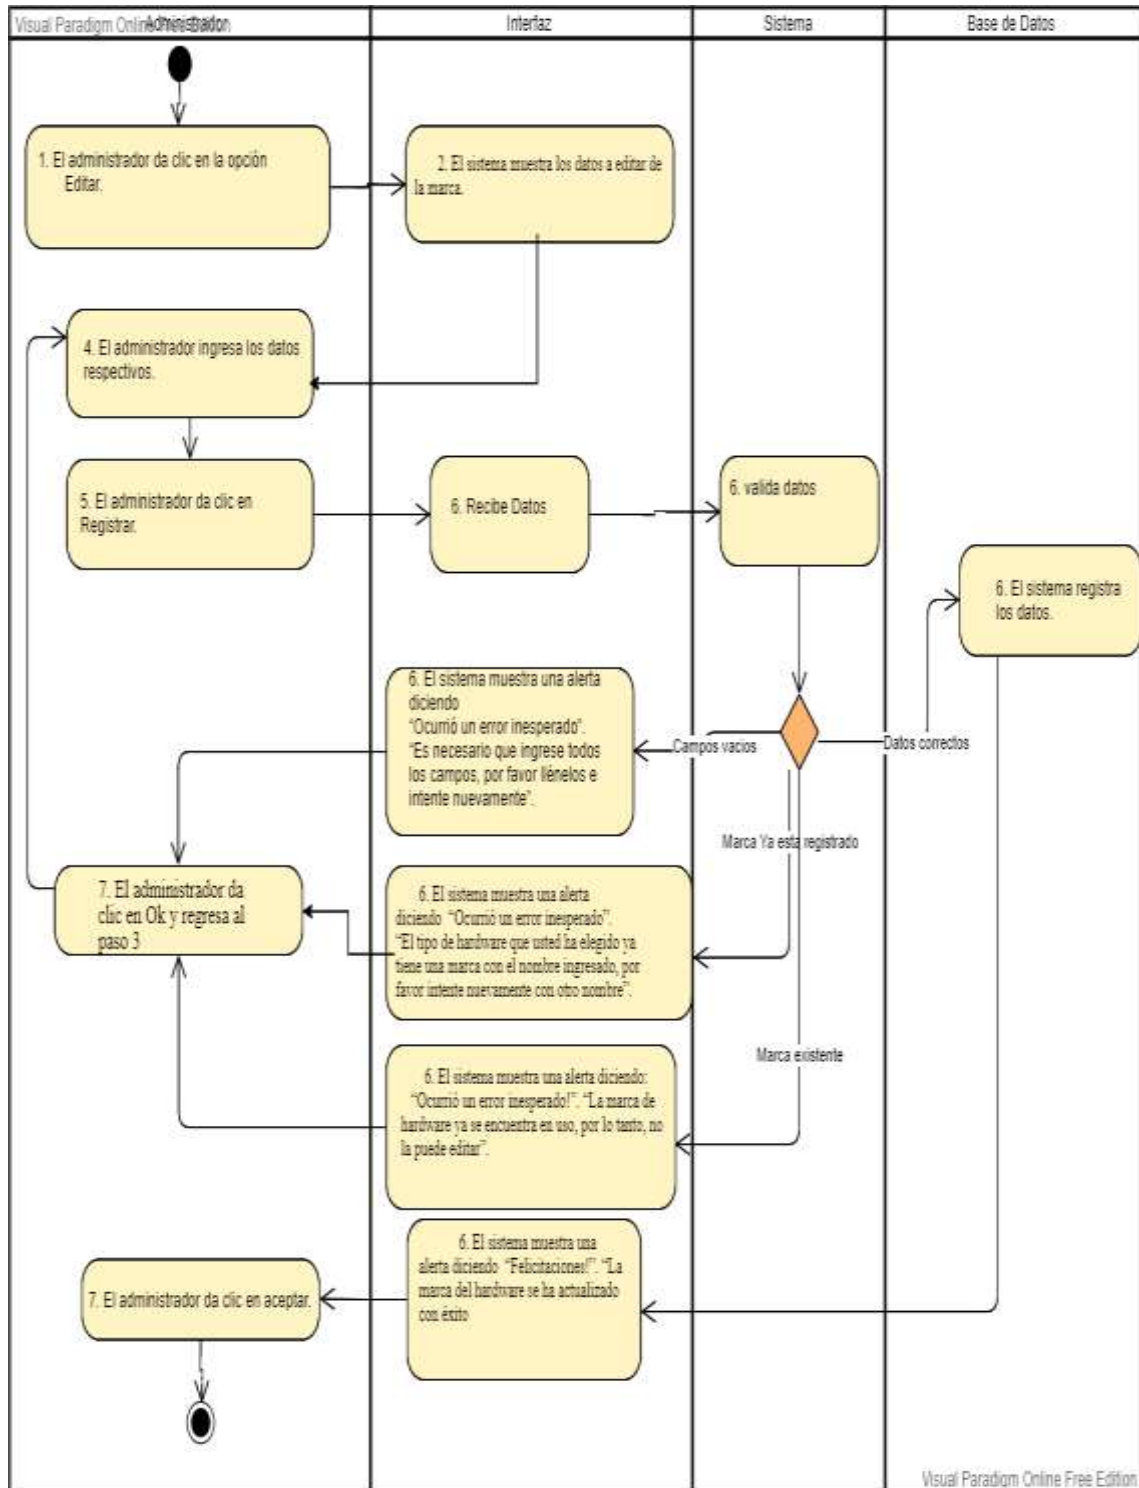 Visual Paradigm Online Free Edition
Administrador
Interfaz
Sistema
Base de Datos
1. El administrador da clic en la opción
Editar.
2. El sistema muestra los datos a editar de
la marca.
4. El administrador ingresa los datos
respectivos.
5. El administrador da clic en
Registrar.
6. Recibe Datos
6. valida datos
6. El sistema registra
los datos.
6. El sistema muestra una alerta
diciendo
“Ocurrió un error inesperado”.
“Es necesario que ingrese todos
los campos, por favor llénelos e
intente nuevamente”.
Campos vacios
Datos correctos
Marca Ya esta registrado
7. El administrador da
clic en Ok y regresa al
paso 3
6. El sistema muestra una alerta
diciendo “Ocurrió un error inesperado”.
“El tipo de hardware que usted ha elegido ya
tiene una marca con el nombre ingresado, por
favor intente nuevamente con otro nombre”.
Marca existente
6. El sistema muestra una alerta diciendo:
“Ocurrió un error inesperado!”. “La marca de
hardware ya se encuentra en uso, por lo tanto, no
la puede editar”.
6. El sistema muestra una
alerta diciendo “Felicitaciones!”. “La
marca del hardware se ha actualizado
con éxito
7. El administrador da clic en aceptar.
Visual Paradigm Online Free Edition